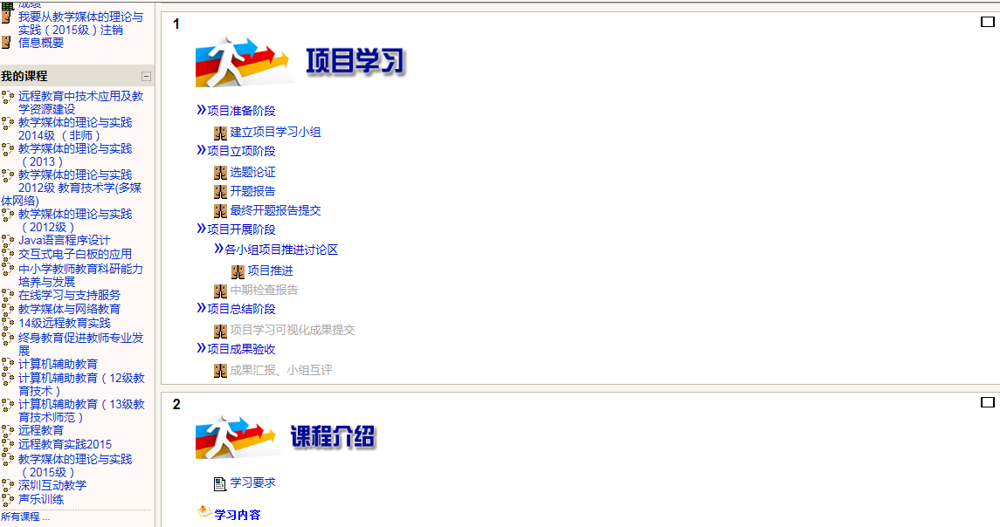 成绩
我要从教学媒体的理论与
实践（2015级）注销
信息概要
我的课程
远程教育中技术应用及教
学资源建设
教学媒体的理论与实践
2014级 （非师）
教学媒体的理论与实践
（2013）
教学媒体的理论与实践
2012级 教育技术学(多媒
体网络)
教学媒体的理论与实践
（2012级）
Java语言程序设计
交互式电子白板的应用
中小学教师教育科研能力
培养与发展
在线学习与支持服务
教学媒体与网络教育
14级远程教育实践
终身教育促进教师专业发
展
计算机辅助教育
计算机辅助教育（12级教
育技术）
计算机辅助教育（13级教
育技术师范）
远程教育
远程教育实践2015
教学媒体的理论与实践
（2015级）
深圳互动教学
声乐训练
所有课程 ...
1
项目学习
»项目准备阶段
建立项目学习小组
»项目立项阶段
选题论证
开题报告
最终开题报告提交
»项目开展阶段
»各小组项目推进讨论区
项目推进
中期检查报告
»项目总结阶段
项目学习可视化成果提交
»项目成果验收
成果汇报、小组互评
2
课程介绍
学习要求
学习内容